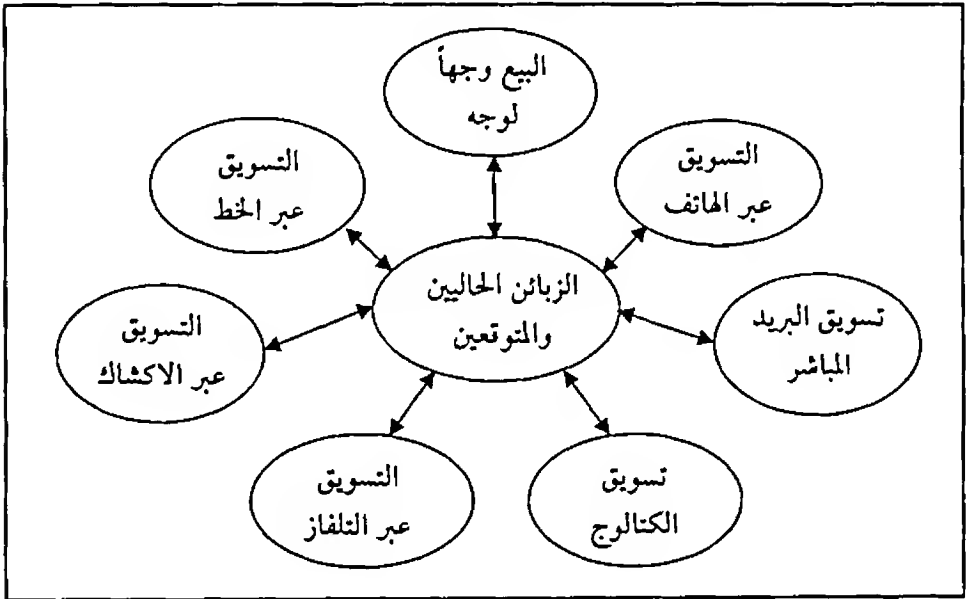 البيع وجهاً
لوجه
التسويق
عبر الهاتف
التسويق
عبر الخط
الزبائن الحاليين
والمتوقعين
تسويق البريد
المباشر
التسويق
عبر الاكشاك
تسويق
الكتالوج
التسويق
عبر التلفاز